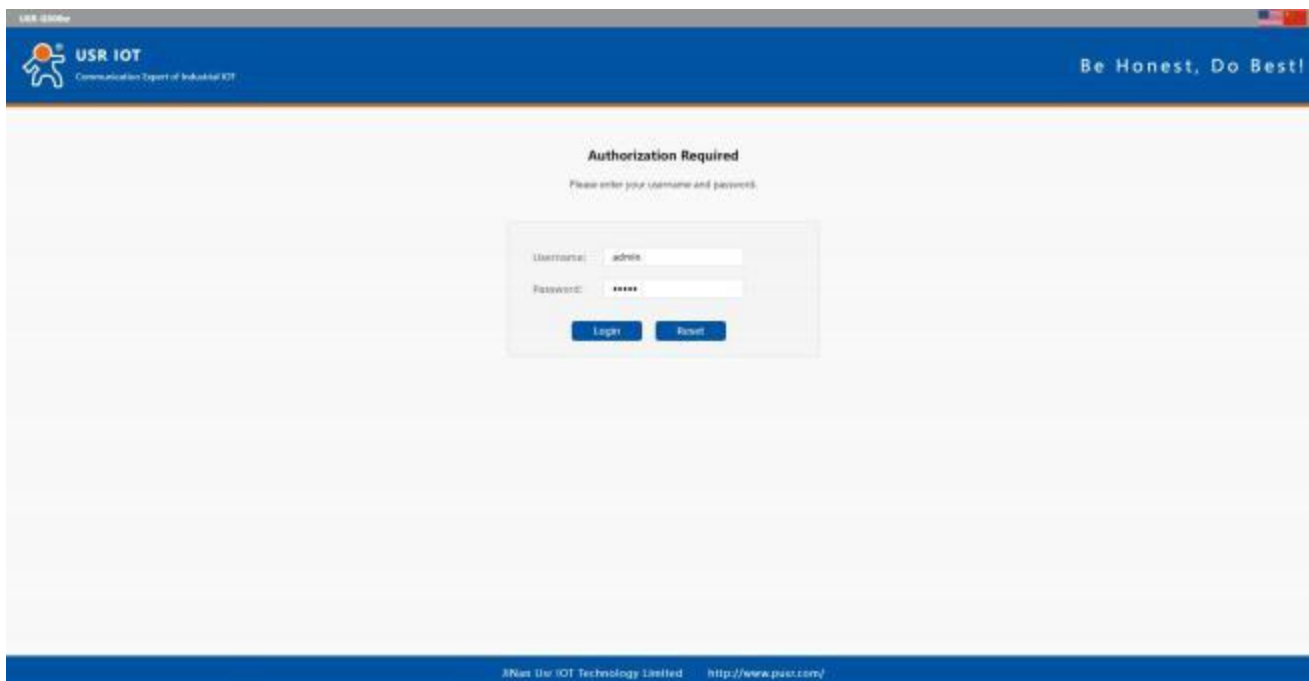 USR IOT
Communication Expert of Industrial IOT
Be Honest, Do Best!
Authorization Required
Please enter your username and password.
Username: admin
Password: •••••
Login Reset
JiNan Usr IOT Technology Limited http://www.pusr.com/